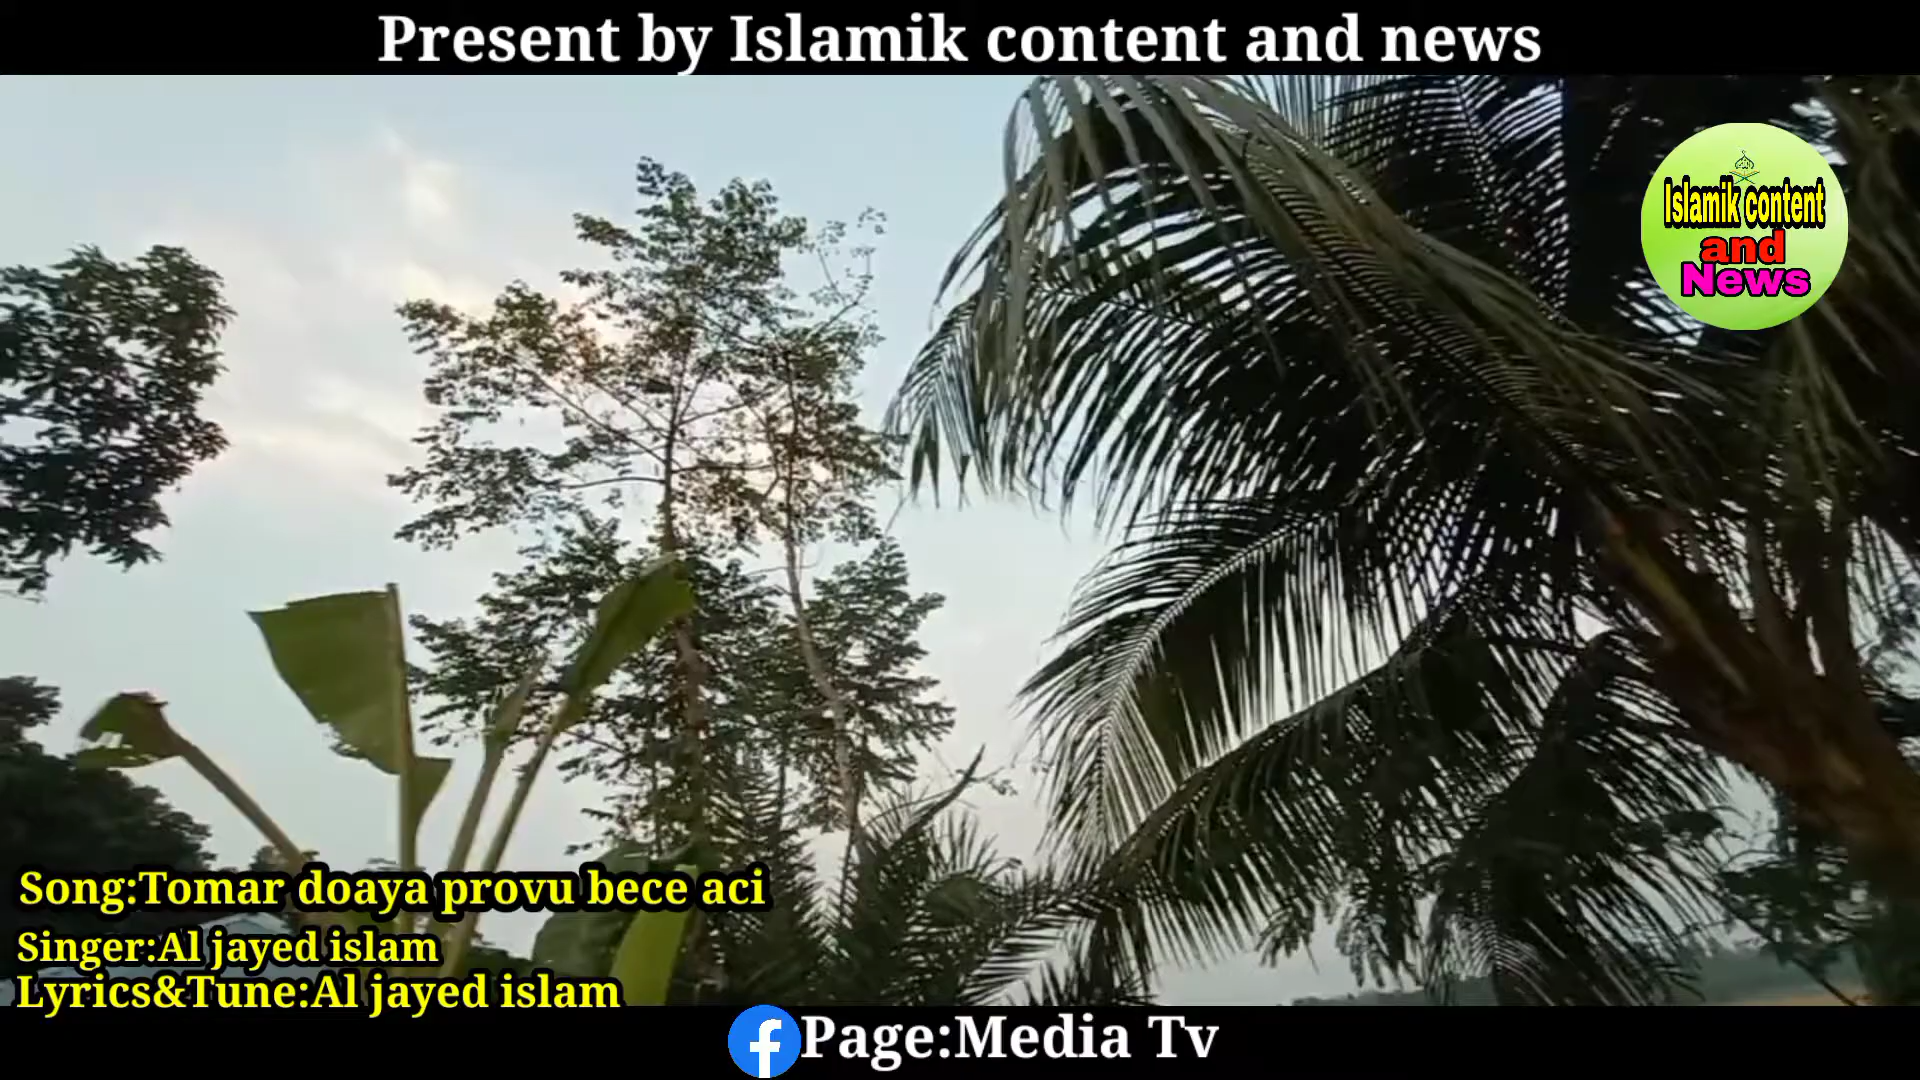 Present by Islamik content and news
Islamik content
and
News
Song:Tomar doaya provu bece aci
Singer:Al jayed islam
Lyrics&Tune:Al jayed islam
Page:Media Tv